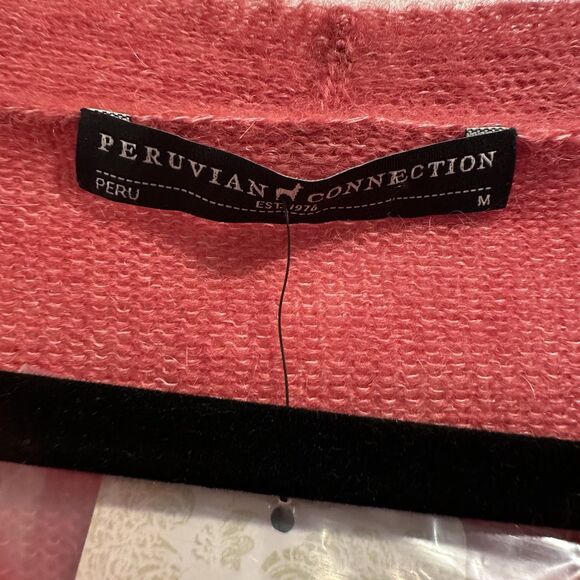 PERUVIAN CONNECTION
PERU EST. 1976 M